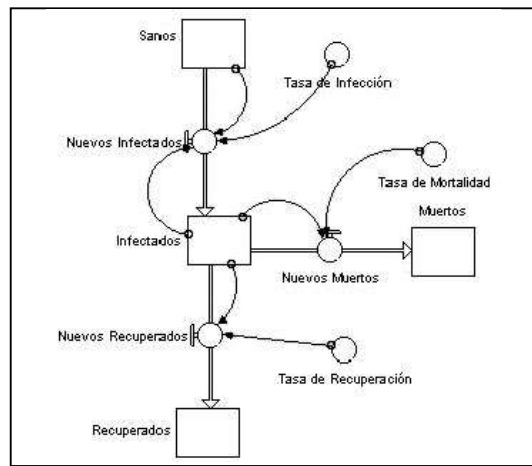 Sanos
Tasa de Infección
Nuevos Infectados
Tasa de Mortalidad
Muertos
Infectados
Nuevos Muertos
Nuevos Recuperados
Tasa de Recuperación
Recuperados